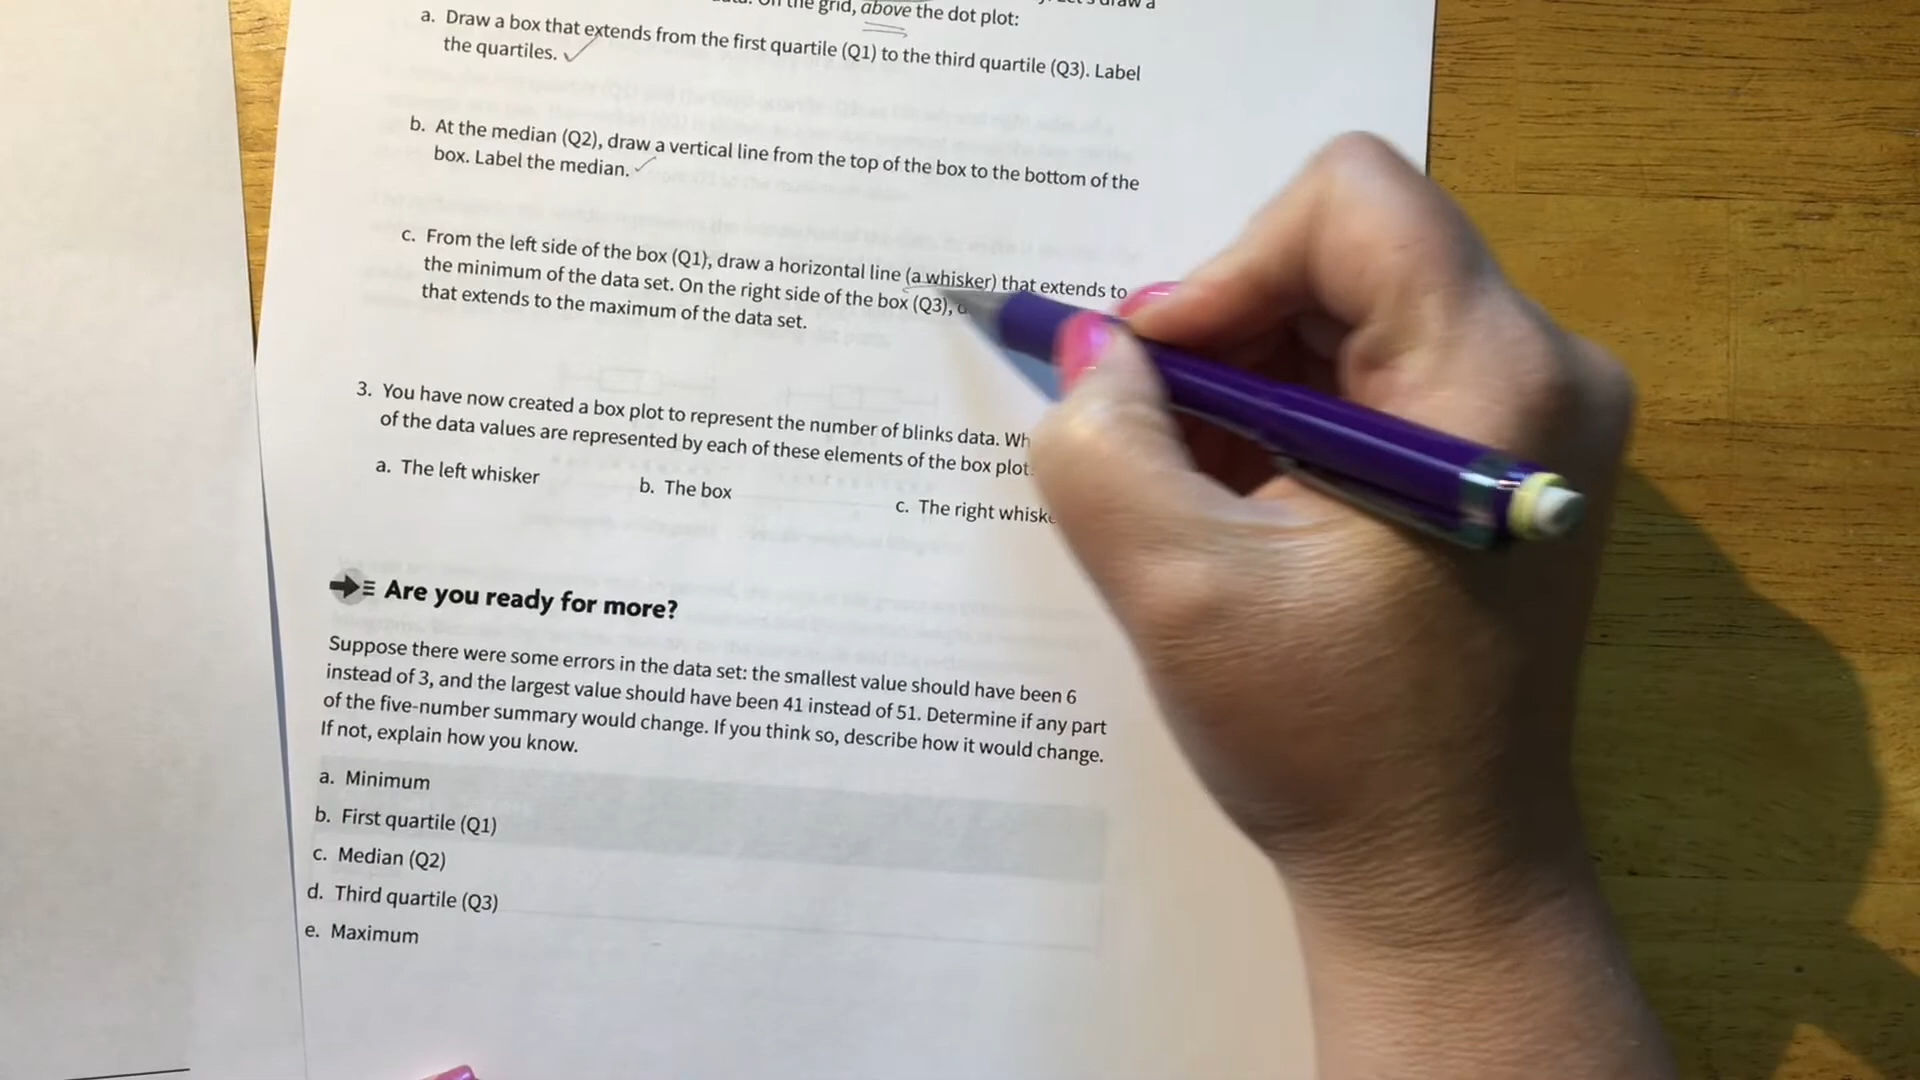 the grid, above the dot plot:
a. Draw a box that extends from the first quartile (Q1) to the third quartile (Q3). Label
the quartiles.
b. At the median (Q2), draw a vertical line from the top of the box to the bottom of the
box. Label the median.
c. From the left side of the box (Q1), draw a horizontal line (a whisker) that extends to
the minimum of the data set. On the right side of the box (Q3),
that extends to the maximum of the data set.
3. You have now created a box plot to represent the number of blinks data.
of the data values are represented by each of these elements of the box plot
a. The left whisker
b. The box
c. The right
Are you ready for more?
Suppose there were some errors in the data set: the smallest value should have been 6
instead of 3, and the largest value should have been 41 instead of 51. Determine if any part
of the five-number summary would change. If you think so, describe how it would change.
If not, explain how you know.
a. Minimum
b. First quartile (Q1)
c. Median (Q2)
d. Third quartile (Q3)
e. Maximum